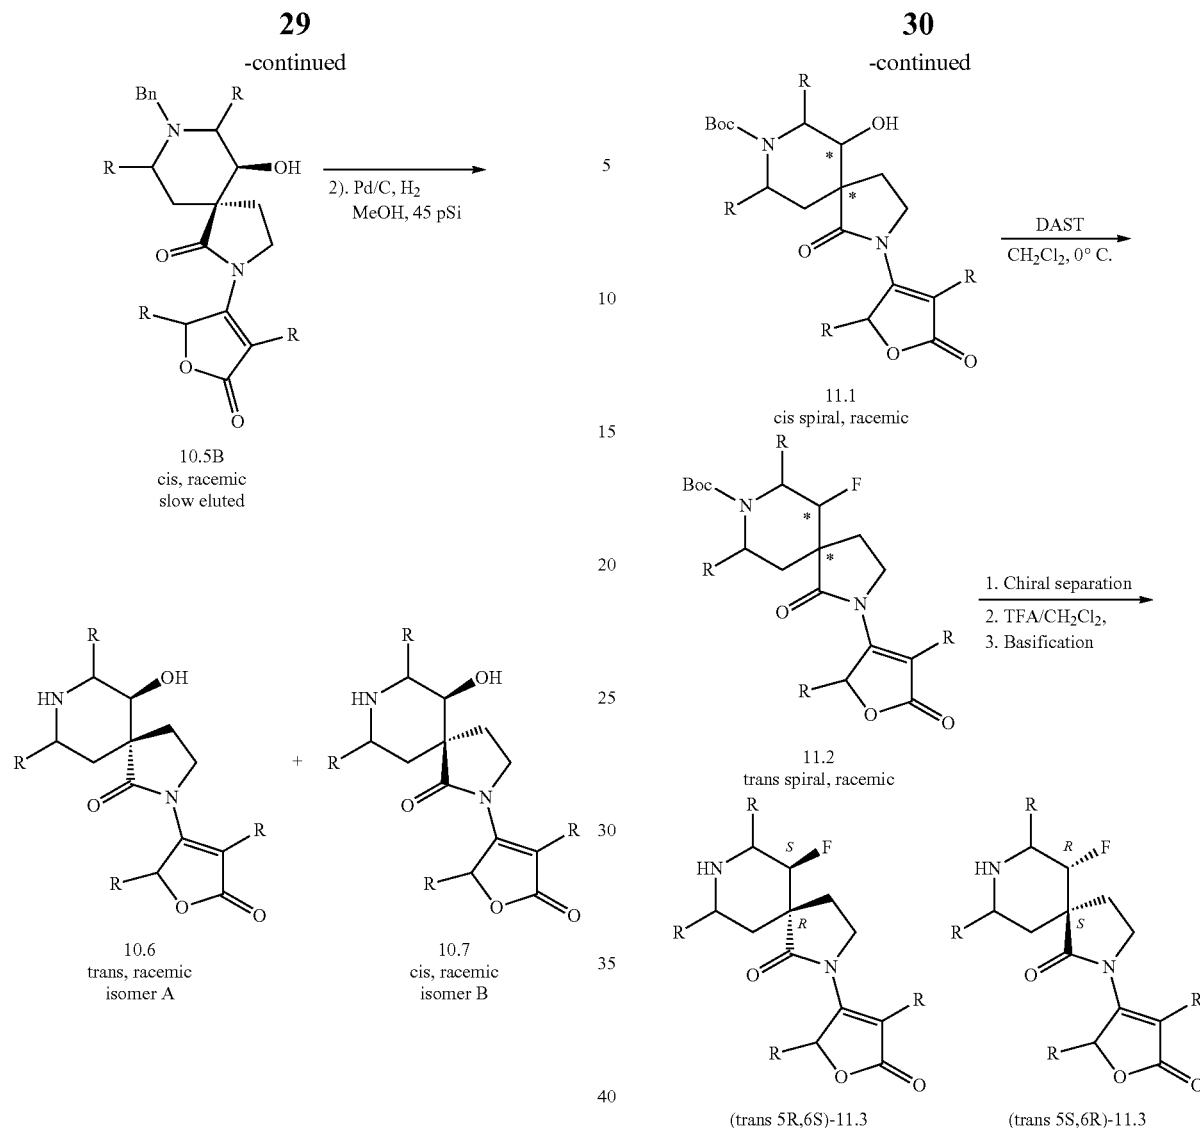 29
-continued
Bn
R
N
R
OH
2). Pd/C, H2
MeOH, 45 pSi
O
N
R
R
O
O
10.5B
cis, racemic
slow eluted
R
OH
HN
R
O
N
R
R
O
O
10.6
trans, racemic
isomer A
+
R
OH
HN
R
O
N
R
R
O
O
10.7
cis, racemic
isomer B
5
10
15
20
25
30
35
40
30
-continued
R
Boc
OH
N
*
*
R
O
N
R
R
O
O
DAST
CH2Cl2, 0° C.
11.1
cis spiral, racemic
R
Boc
F
N
*
*
R
O
N
R
R
O
O
1. Chiral separation
2. TFA/CH2Cl2,
3. Basification
11.2
trans spiral, racemic
R
S
F
HN
R
R
O
N
R
R
O
O
(trans 5R,6S)-11.3
R
R
F
HN
S
R
O
N
R
R
O
O
(trans 5S,6R)-11.3